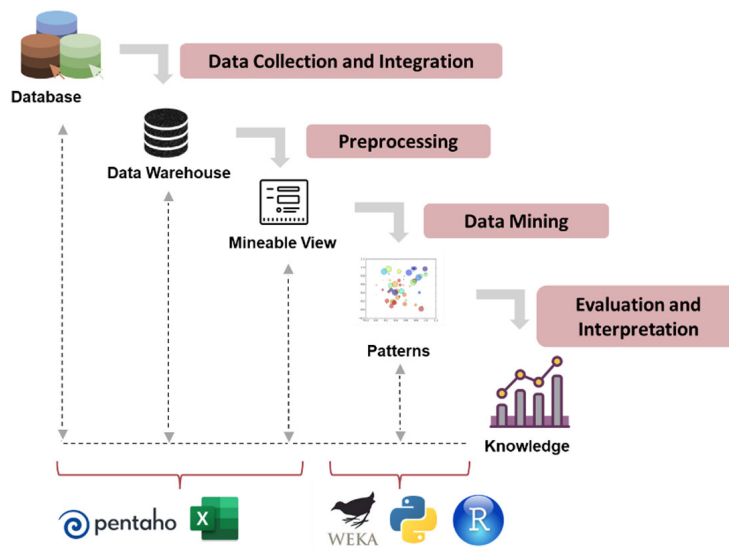 Data Collection and Integration
Database
Preprocessing
Data Warehouse
Data Mining
Mineable View
Evaluation and
Interpretation
Patterns
Knowledge
pentaho
X
WEKA
R